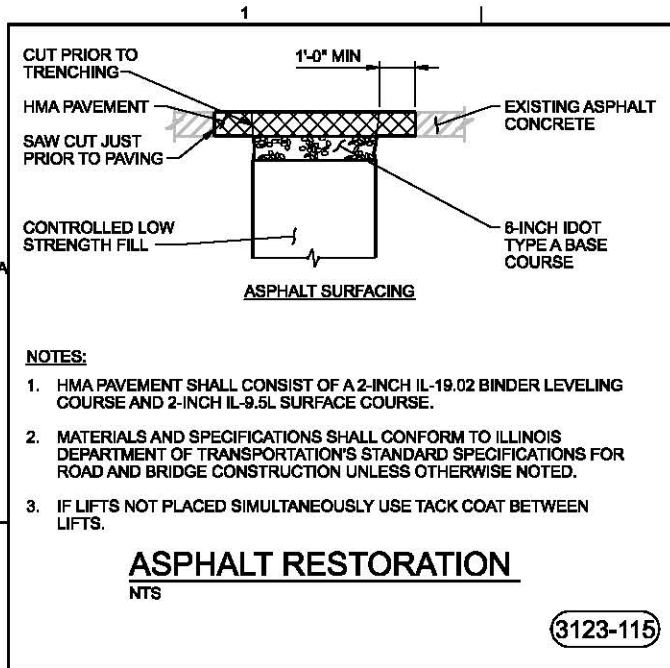 1
CUT PRIOR TO
TRENCHING
1'-0" MIN
HMA PAVEMENT
EXISTING ASPHALT
CONCRETE
SAW CUT JUST
PRIOR TO PAVING
CONTROLLED LOW
STRENGTH FILL
6-INCH IDOT
TYPE A BASE
COURSE
A
ASPHALT SURFACING
NOTES:
1. HMA PAVEMENT SHALL CONSIST OF A 2-INCH IL-19.02 BINDER LEVELING
COURSE AND 2-INCH IL-9.5L SURFACE COURSE.
2. MATERIALS AND SPECIFICATIONS SHALL CONFORM TO ILLINOIS
DEPARTMENT OF TRANSPORTATION'S STANDARD SPECIFICATIONS FOR
ROAD AND BRIDGE CONSTRUCTION UNLESS OTHERWISE NOTED.
3. IF LIFTS NOT PLACED SIMULTANEOUSLY USE TACK COAT BETWEEN
LIFTS.
ASPHALT RESTORATION
NTS
3123-115